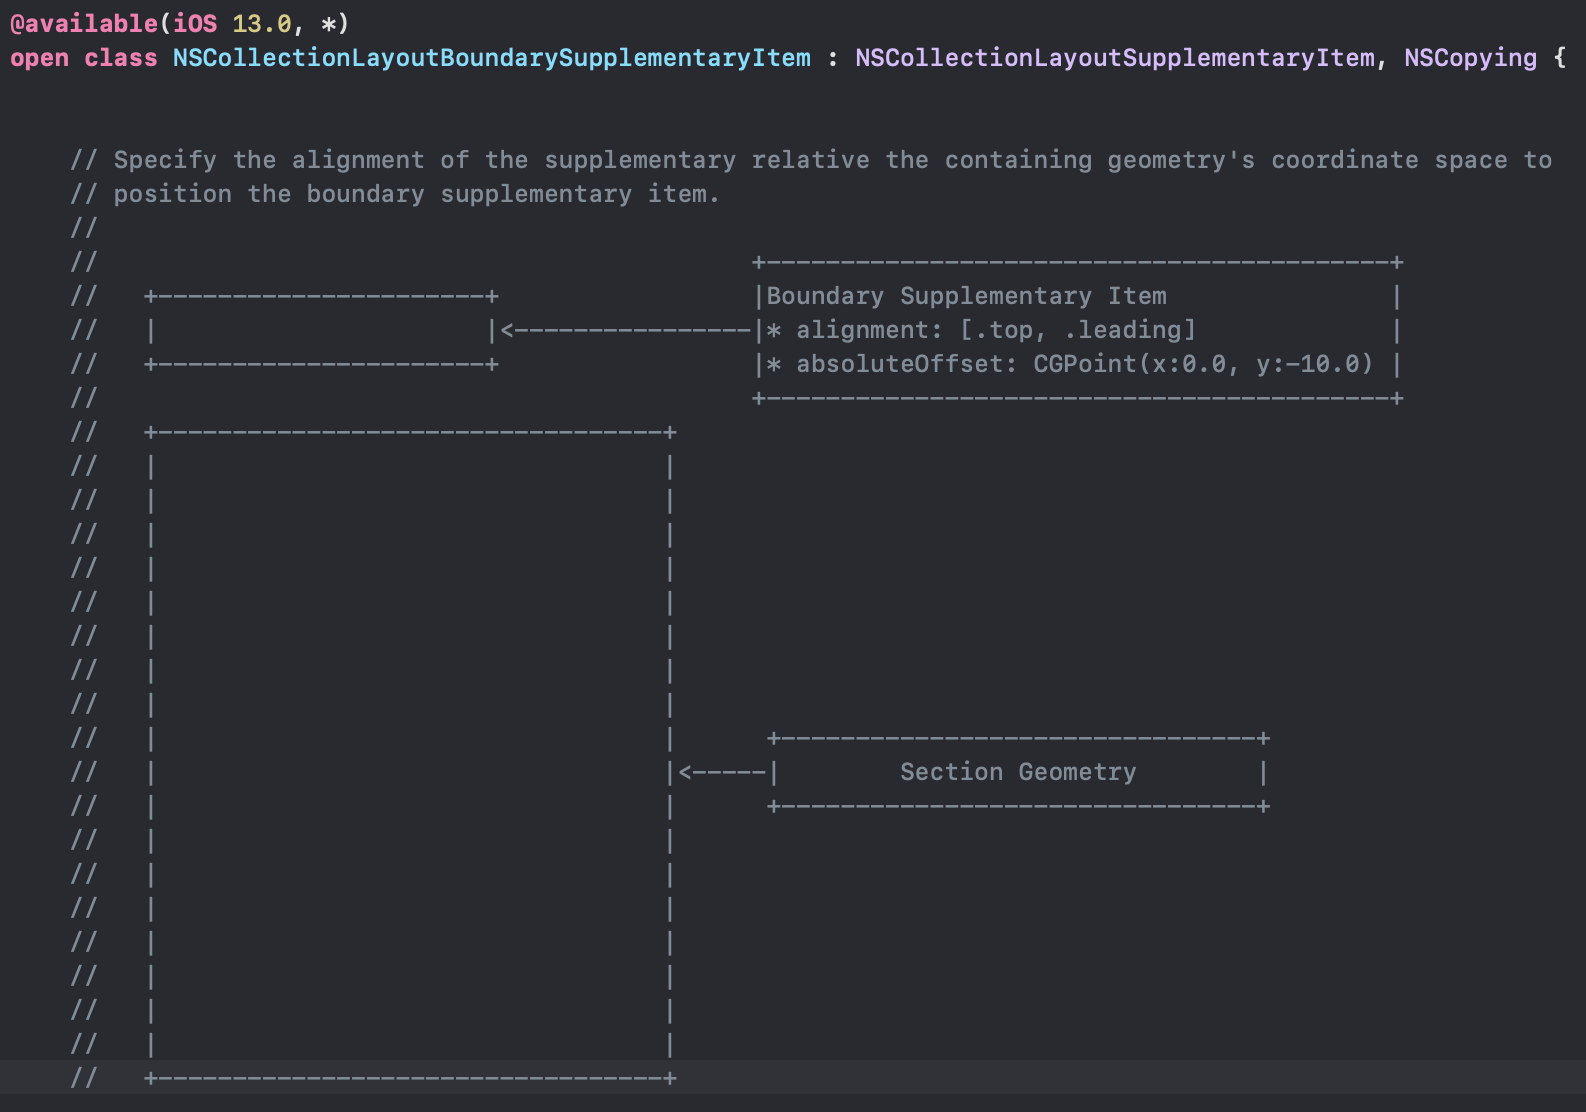 @available(iOS 13.0, *)
open class NSCollectionLayoutBoundarySupplementaryItem : NSCollectionLayoutSupplementaryItem, NSCopying {


    // Specify the alignment of the supplementary relative the containing geometry's coordinate space to
    // position the boundary supplementary item.
    //
    //                                            +------------------------------------------+
    //   +----------------------+                 |Boundary Supplementary Item               |
    //   |                      |<----------------|* alignment: [.top, .leading]             |
    //   +----------------------+                 |* absoluteOffset: CGPoint(x:0.0, y:-10.0) |
    //                                            +------------------------------------------+
    //   +----------------------------------+
    //   |                                  |
    //   |                                  |
    //   |                                  |
    //   |                                  |
    //   |                                  |
    //   |                                  |
    //   |                                  |
    //   |                                  |
    //   |                                  |      +--------------------------------+
    //   |                                  |<-----|        Section Geometry        |
    //   |                                  |      +--------------------------------+
    //   |                                  |
    //   |                                  |
    //   |                                  |
    //   |                                  |
    //   |                                  |
    //   |                                  |
    //   |                                  |
    //   +----------------------------------+